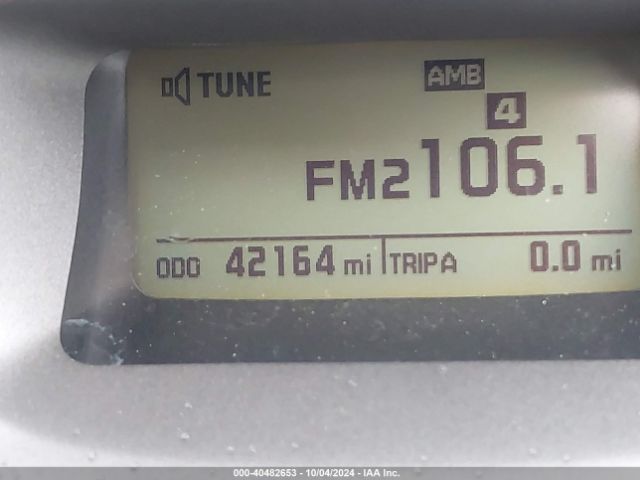 TUNE AMB
4
FM2 106.1
ODO 42164 mi TRIP A 0.0 mi
000-40482653 - 10/04/2024 - IAA Inc.